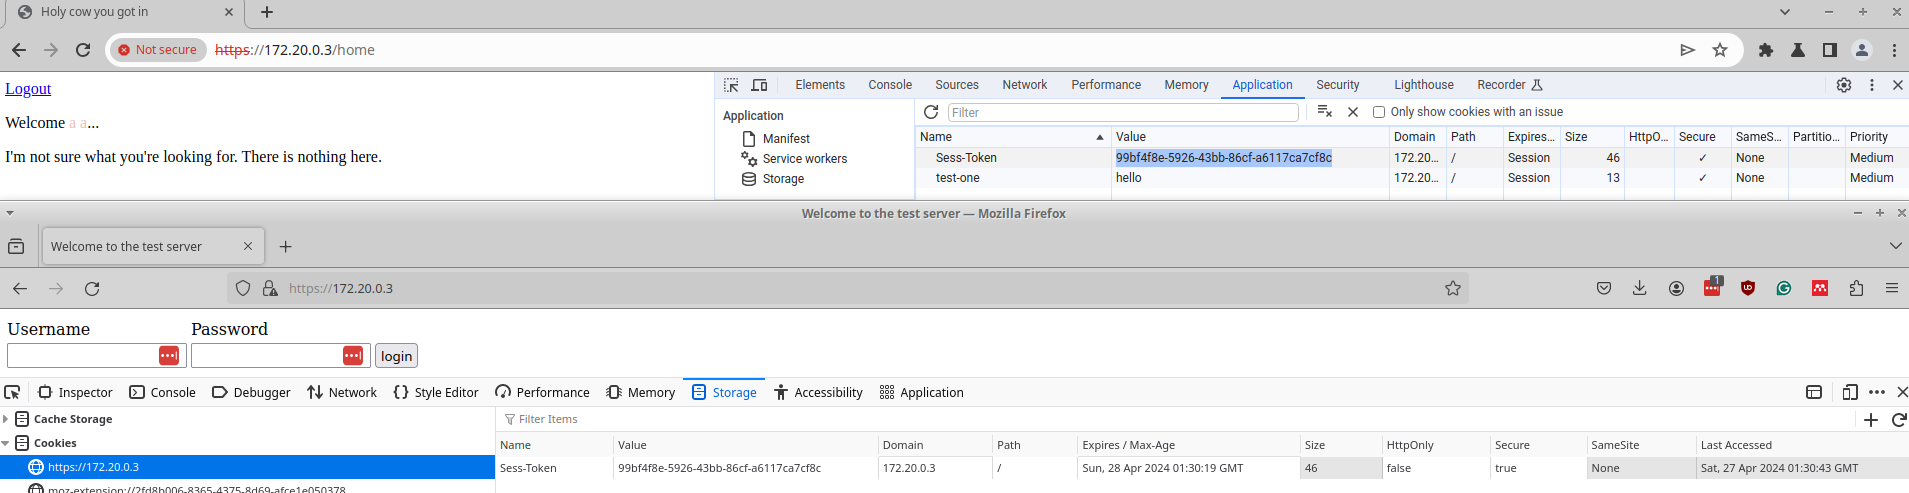 Holy cow you got in
Not secure https://172.20.0.3/home
Logout
Welcome a a...
I'm not sure what you're looking for. There is nothing here.
Elements Console Sources Network Performance Memory Application Security Lighthouse Recorder
Application
Manifest
Service workers
Storage
Filter Only show cookies with an issue
Name Value Domain Path Expires... Size HttpO... Secure SameS... Partitio... Priority
Sess-Token 99bf4f8e-5926-43bb-86cf-a6117ca7cf8c 172.20... / Session 46 ✓ None Medium
test-one hello 172.20... / Session 13 ✓ None Medium
Welcome to the test server — Mozilla Firefox
Welcome to the test server
https://172.20.0.3 1
Username Password
login
Inspector Console Debugger Network Style Editor Performance Memory Storage Accessibility Application
Cache Storage
Cookies
https://172.20.0.3
moz-extension://2fd8b006-8365-4375-8d69-afce1e050378
Filter Items
Name Value Domain Path Expires / Max-Age Size HttpOnly Secure SameSite Last Accessed
Sess-Token 99bf4f8e-5926-43bb-86cf-a6117ca7cf8c 172.20.0.3 / Sun, 28 Apr 2024 01:30:19 GMT 46 false true None Sat, 27 Apr 2024 01:30:43 GMT